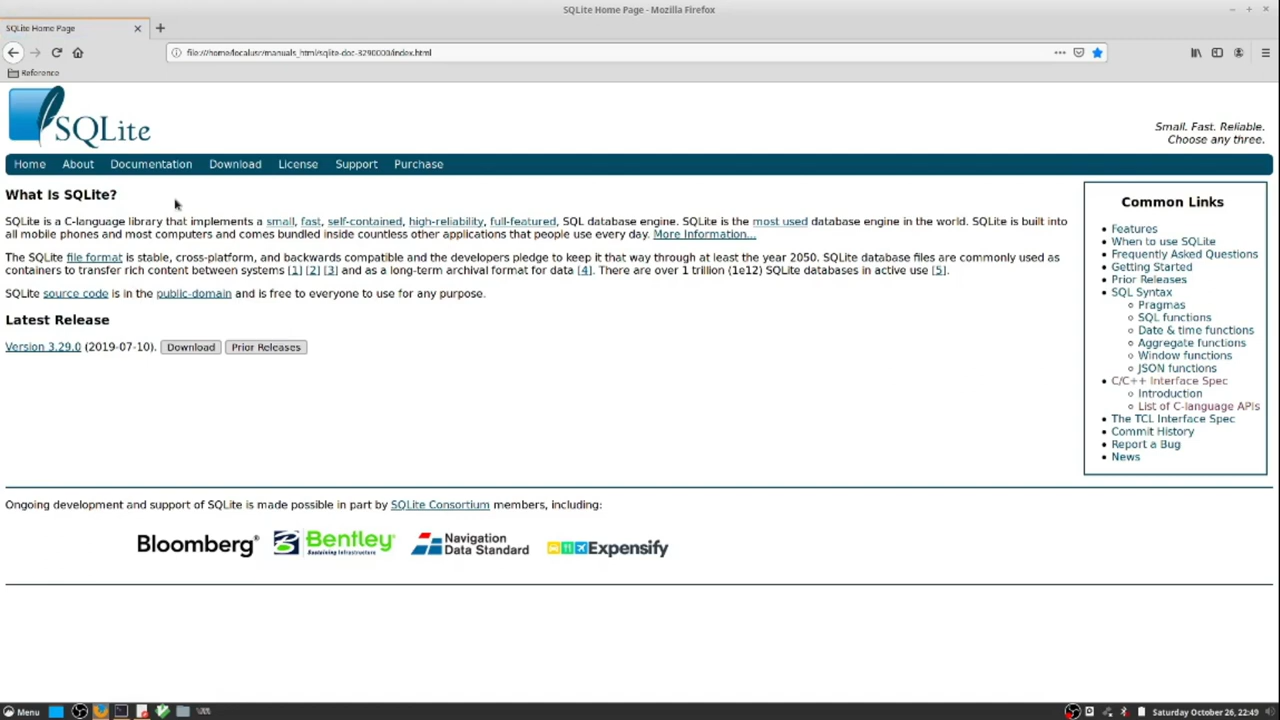 SQLite Home Page - Mozilla Firefox
SQLite Home Page
file:///home/localusr/manuals_html/sqlite-doc-3290000/index.html
Reference
SQLite
Small. Fast. Reliable.
Choose any three.
Home About Documentation Download License Support Purchase
What Is SQLite?
SQLite is a C-language library that implements a small, fast, self-contained, high-reliability, full-featured, SQL database engine. SQLite is the most used database engine in the world. SQLite is built into
all mobile phones and most computers and comes bundled inside countless other applications that people use every day. More Information...
The SQLite file format is stable, cross-platform, and backwards compatible and the developers pledge to keep it that way through at least the year 2050. SQLite database files are commonly used as
containers to transfer rich content between systems [1] [2] [3] and as a long-term archival format for data [4]. There are over 1 trillion (1e12) SQLite databases in active use [5].
SQLite source code is in the public-domain and is free to everyone to use for any purpose.
Latest Release
Version 3.29.0 (2019-07-10). Download Prior Releases
Common Links
Features
When to use SQLite
Frequently Asked Questions
Getting Started
Prior Releases
SQL Syntax
Pragmas
SQL functions
Date & time functions
Aggregate functions
Window functions
JSON functions
C/C++ Interface Spec
Introduction
List of C-language APIs
The TCL Interface Spec
Commit History
Report a Bug
News
Ongoing development and support of SQLite is made possible in part by SQLite Consortium members, including:
Bloomberg®
Bentley®
Sustaining Infrastructure
Navigation
Data Standard
Expensify
Menu
Saturday October 26, 22:49